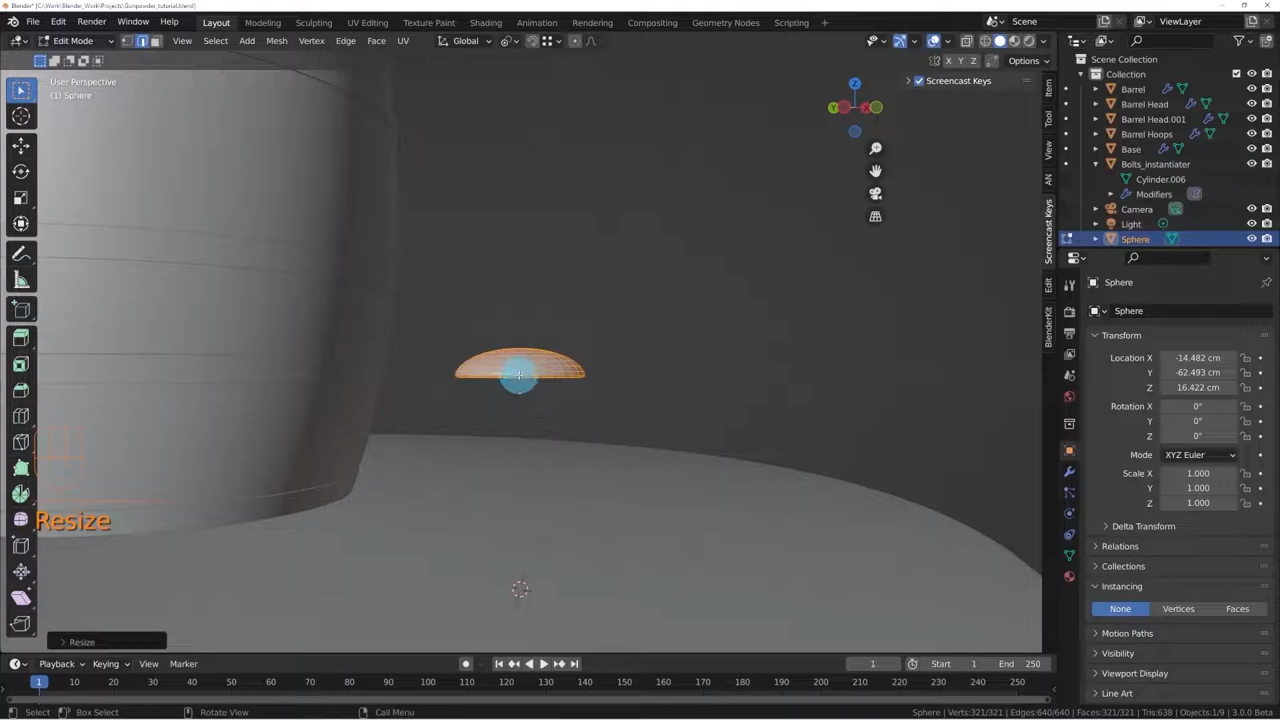 Blender* [C:\Work\Blender_Work\Projects\Gunpowder_tutorial.blend]
File Edit Render Window Help Layout Modeling Sculpting UV Editing Texture Paint Shading Animation Rendering Compositing Geometry Nodes Scripting + Scene ViewLayer
Edit Mode View Select Add Mesh Vertex Edge Face UV Global
X Y Z Options
User Perspective
(1) Sphere
Screencast Keys
Item
Tool
View
AN
Screencast Keys
Edit
BlenderKit
Z
Y
X
Resize
Resize
Scene Collection
Collection
Barrel
Barrel Head
Barrel Head.001
Barrel Hoops
Base
Bolts_instantiater
Cylinder.006
Modifiers
Camera
Light
Sphere
Sphere
Sphere
Transform
Location X -14.482 cm
Y -62.493 cm
Z 16.422 cm
Rotation X 0°
Y 0°
Z 0°
Mode XYZ Euler
Scale X 1.000
Y 1.000
Z 1.000
Delta Transform
Relations
Collections
Instancing
None Vertices Faces
Motion Paths
Visibility
Viewport Display
Line Art
Playback Keying View Marker 1 Start 1 End 250
1 10 20 30 40 50 60 70 80 90 100 110 120 130 140 150 160 170 180 190 200 210 220 230 240 250
Select Box Select Rotate View Call Menu Sphere | Verts:321/321 | Edges:640/640 | Faces:321/321 | Tris:638 | Objects:1/9 | 3.0.0 Beta